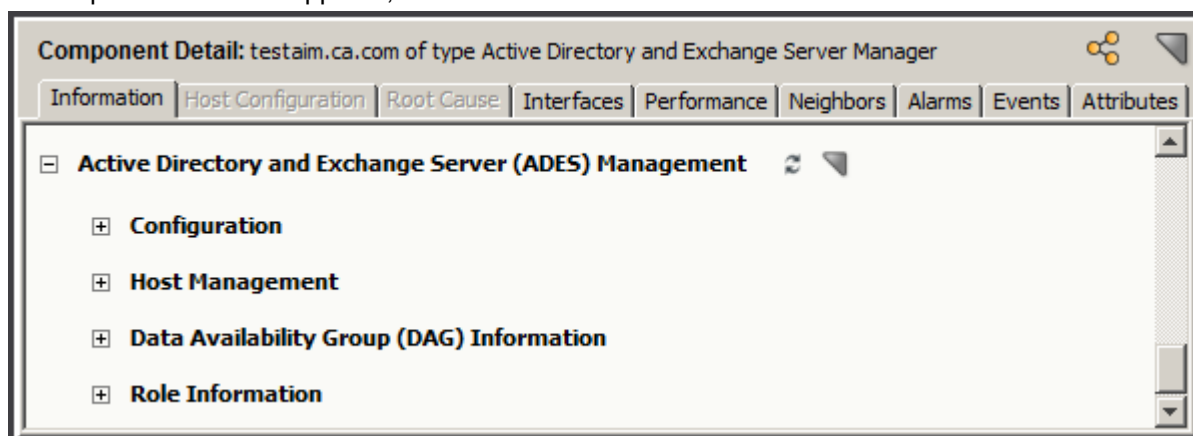 Component Detail: testaim.ca.com of type Active Directory and Exchange Server Manager
Information Host Configuration Root Cause Interfaces Performance Neighbors Alarms Events Attributes
Active Directory and Exchange Server (ADES) Management
Configuration
Host Management
Data Availability Group (DAG) Information
Role Information